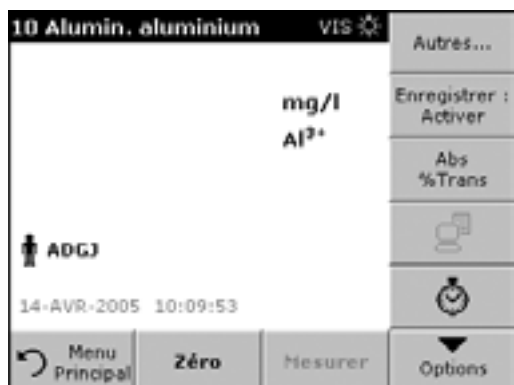 10 Alumin. aluminium VIS
mg/l
Al³⁺
ADGJ
14-AVR-2005 10:09:53
Menu
Principal
Zéro
Mesurer
Autres...
Enregistrer :
Activer
Abs
%Trans
Options